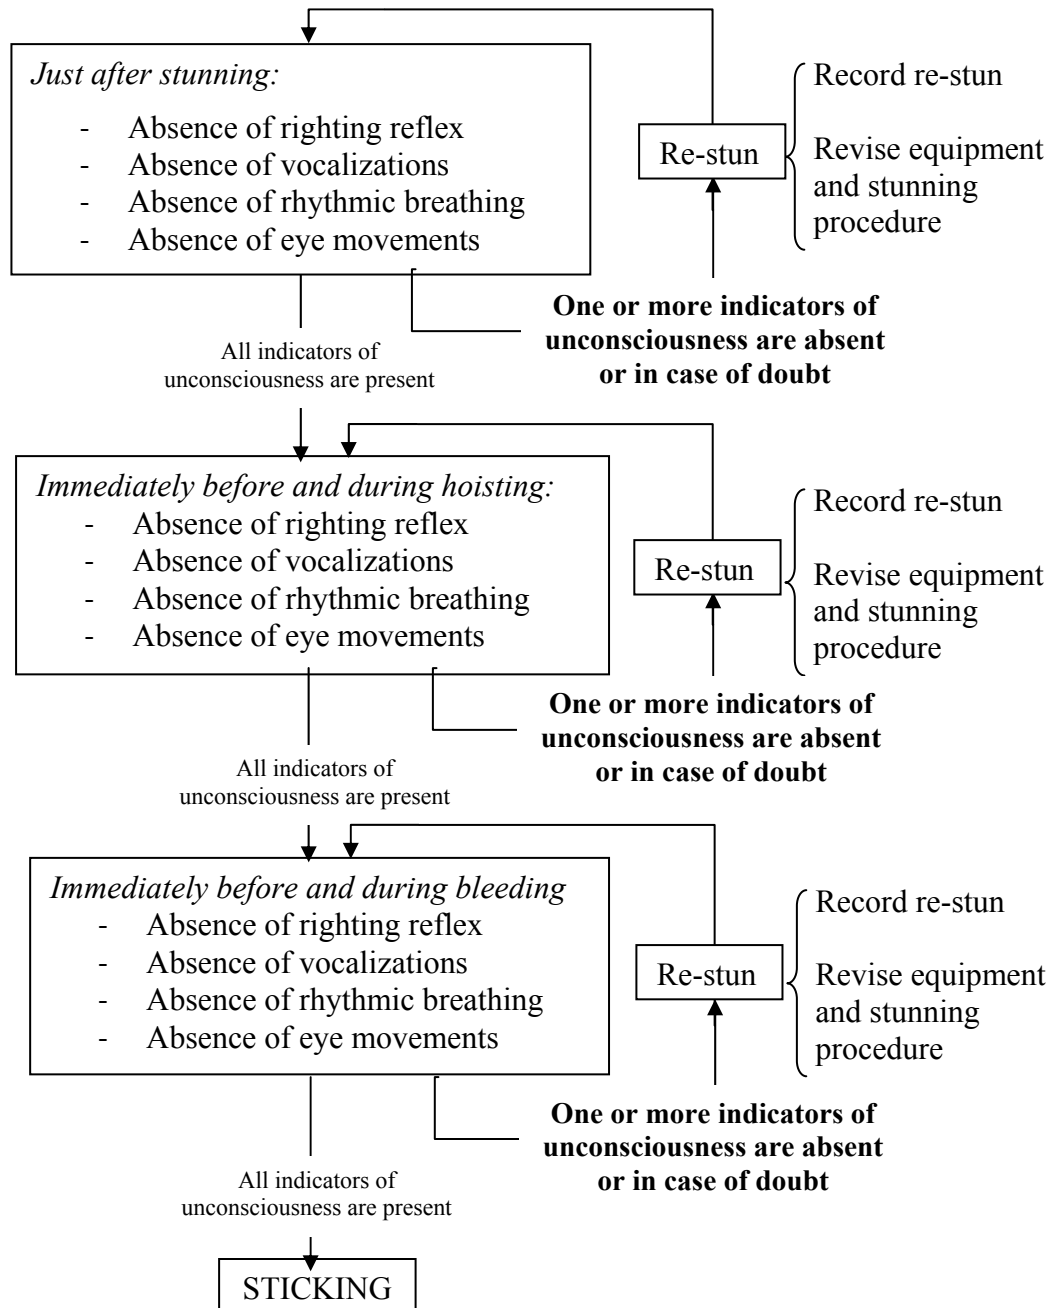 Just after stunning:
- Absence of righting reflex
- Absence of vocalizations
- Absence of rhythmic breathing
- Absence of eye movements
Re-stun
Record re-stun
Revise equipment
and stunning
procedure
One or more indicators of
unconsciousness are absent
or in case of doubt
All indicators of
unconsciousness are present
Immediately before and during hoisting:
- Absence of righting reflex
- Absence of vocalizations
- Absence of rhythmic breathing
- Absence of eye movements
Re-stun
Record re-stun
Revise equipment
and stunning
procedure
One or more indicators of
unconsciousness are absent
or in case of doubt
All indicators of
unconsciousness are present
Immediately before and during bleeding
- Absence of righting reflex
- Absence of vocalizations
- Absence of rhythmic breathing
- Absence of eye movements
Re-stun
Record re-stun
Revise equipment
and stunning
procedure
One or more indicators of
unconsciousness are absent
or in case of doubt
All indicators of
unconsciousness are present
STICKING